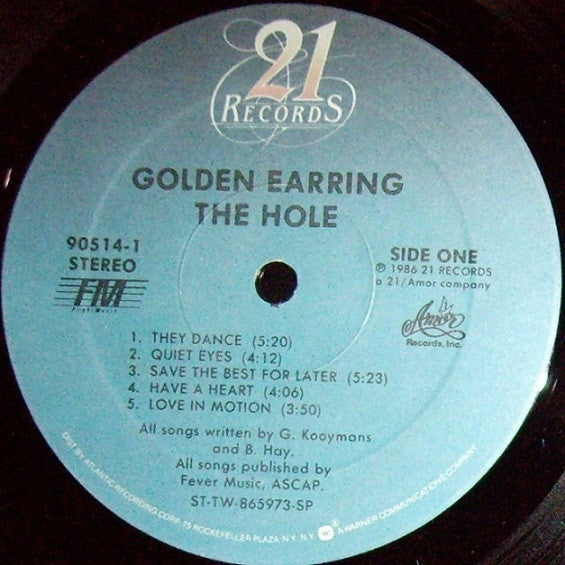 21
RECORDS
GOLDEN EARRING
THE HOLE
90514-1
STEREO
FM
SIDE ONE
℗ 1986 21 RECORDS
a 21/Amor company
Amor
Records, Inc.
1. THEY DANCE (5:20)
2. QUIET EYES (4:12)
3. SAVE THE BEST FOR LATER (5:23)
4. HAVE A HEART (4:06)
5. LOVE IN MOTION (3:50)
All songs written by G. Kooymans
and B. Hay.
All songs published by
Fever Music, ASCAP.
ST-TW-865973-SP
DIST BY ATLANTIC RECORDING CORP. 75 ROCKEFELLER PLAZA N.Y. N.Y. A WARNER COMMUNICATIONS COMPANY